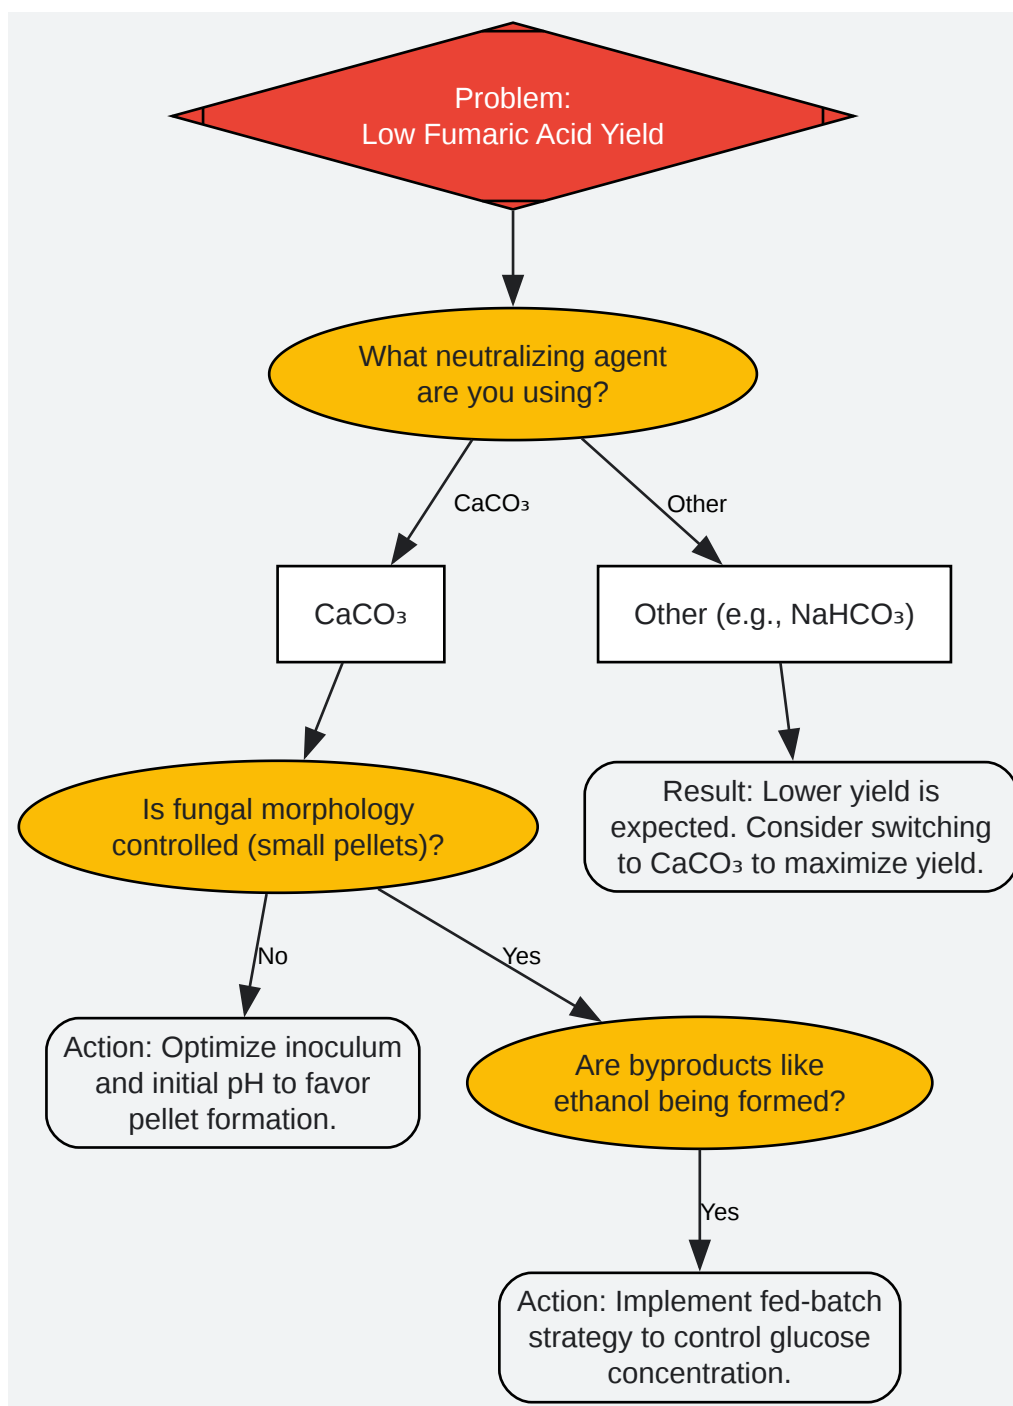 Problem:
Low Fumaric Acid Yield
What neutralizing agent
are you using?
CaCO₃
Other
CaCO₃
Other (e.g., NaHCO₃)
Is fungal morphology
controlled (small pellets)?
Result: Lower yield is
expected. Consider switching
to CaCO₃ to maximize yield.
No
Yes
Action: Optimize inoculum
and initial pH to favor
pellet formation.
Are byproducts like
ethanol being formed?
Yes
Action: Implement fed-batch
strategy to control glucose
concentration.